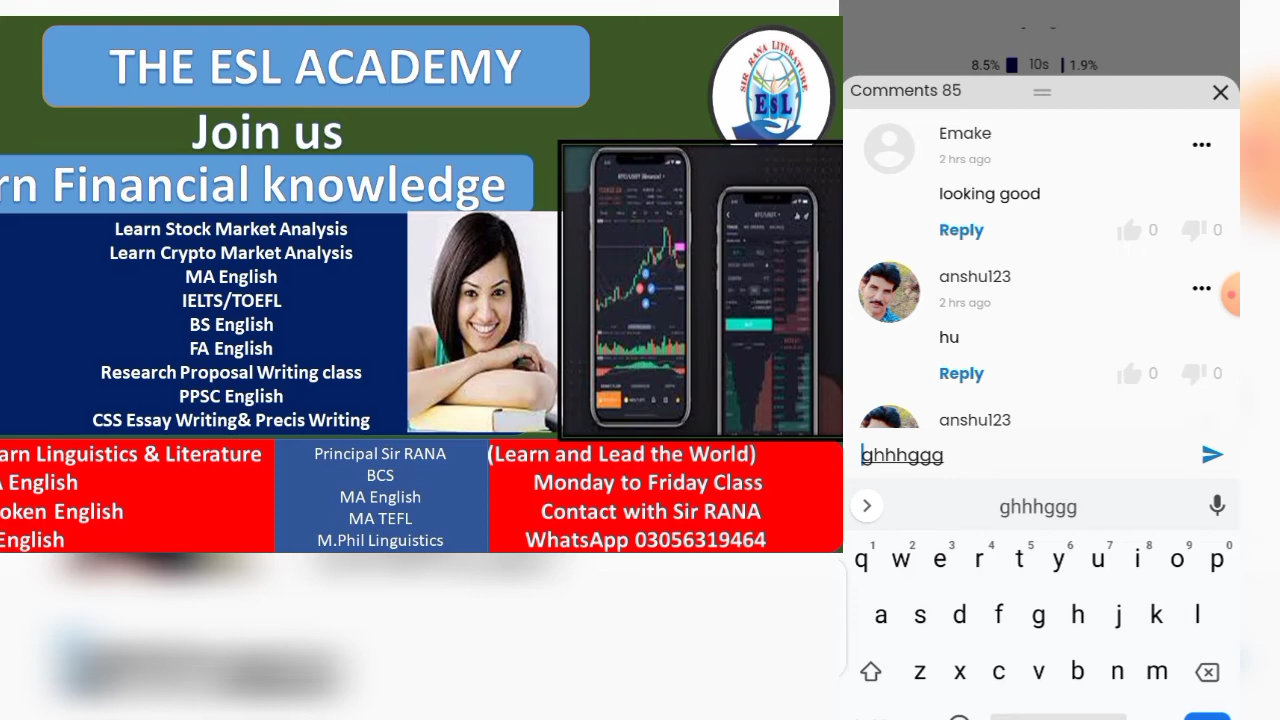 THE ESL ACADEMY
SIR RANA LITERATURE
EsL
Join us
rn Financial knowledge
Learn Stock Market Analysis
Learn Crypto Market Analysis
MA English
IELTS/TOEFL
BS English
FA English
Research Proposal Writing class
PPSC English
CSS Essay Writing& Precis Writing
arn Linguistics & Literature
A English
oken English
English
Principal Sir RANA
BCS
MA English
MA TEFL
M.Phil Linguistics
(Learn and Lead the World)
Monday to Friday Class
Contact with Sir RANA
WhatsApp 03056319464
8.5% 10s 1.9%
Comments 85
Emake
2 hrs ago
looking good
Reply 0 0
anshu123
2 hrs ago
hu
Reply 0 0
anshu123
ghhhggg
ghhhggg
1 2 3 4 5 6 7 8 9 0
q w e r t y u i o p
a s d f g h j k l
z x c v b n m